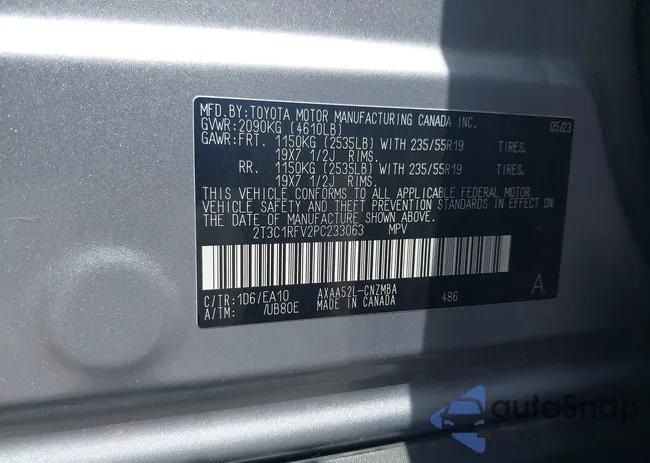 MFD.BY:TOYOTA MOTOR MANUFACTURING CANADA INC.
GVWR:2090KG (4610LB) 05/23
GAWR:FRT. 1150KG (2535LB) WITH 235/55R19 TIRES.
19X7 1/2J RIMS.
RR. 1150KG (2535LB) WITH 235/55R19 TIRES.
19X7 1/2J RIMS.
THIS VEHICLE CONFORMS TO ALL APPLICABLE FEDERAL MOTOR
VEHICLE SAFETY AND THEFT PREVENTION STANDARDS IN EFFECT ON
THE DATE OF MANUFACTURE SHOWN ABOVE.
2T3C1RFV2PC233063 MPV
C/TR:1D6/EA10 AXAA52L-CNZMBA 486 A
A/TM: /UB80E MADE IN CANADA
autoSnap